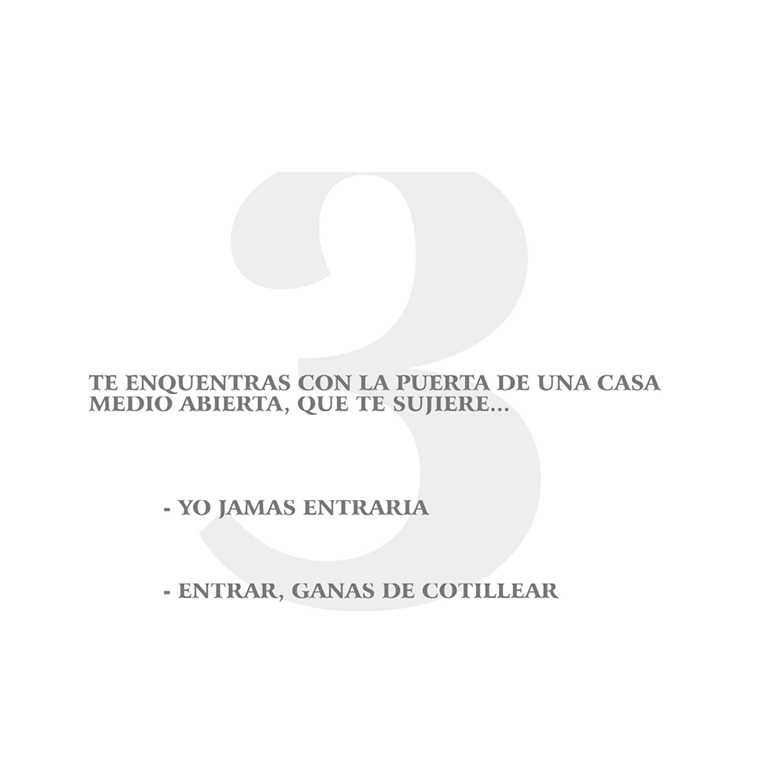 3
TE ENQUENTRAS CON LA PUERTA DE UNA CASA
MEDIO ABIERTA, QUE TE SUJIERE...
- YO JAMAS ENTRARIA
- ENTRAR, GANAS DE COTILLEAR